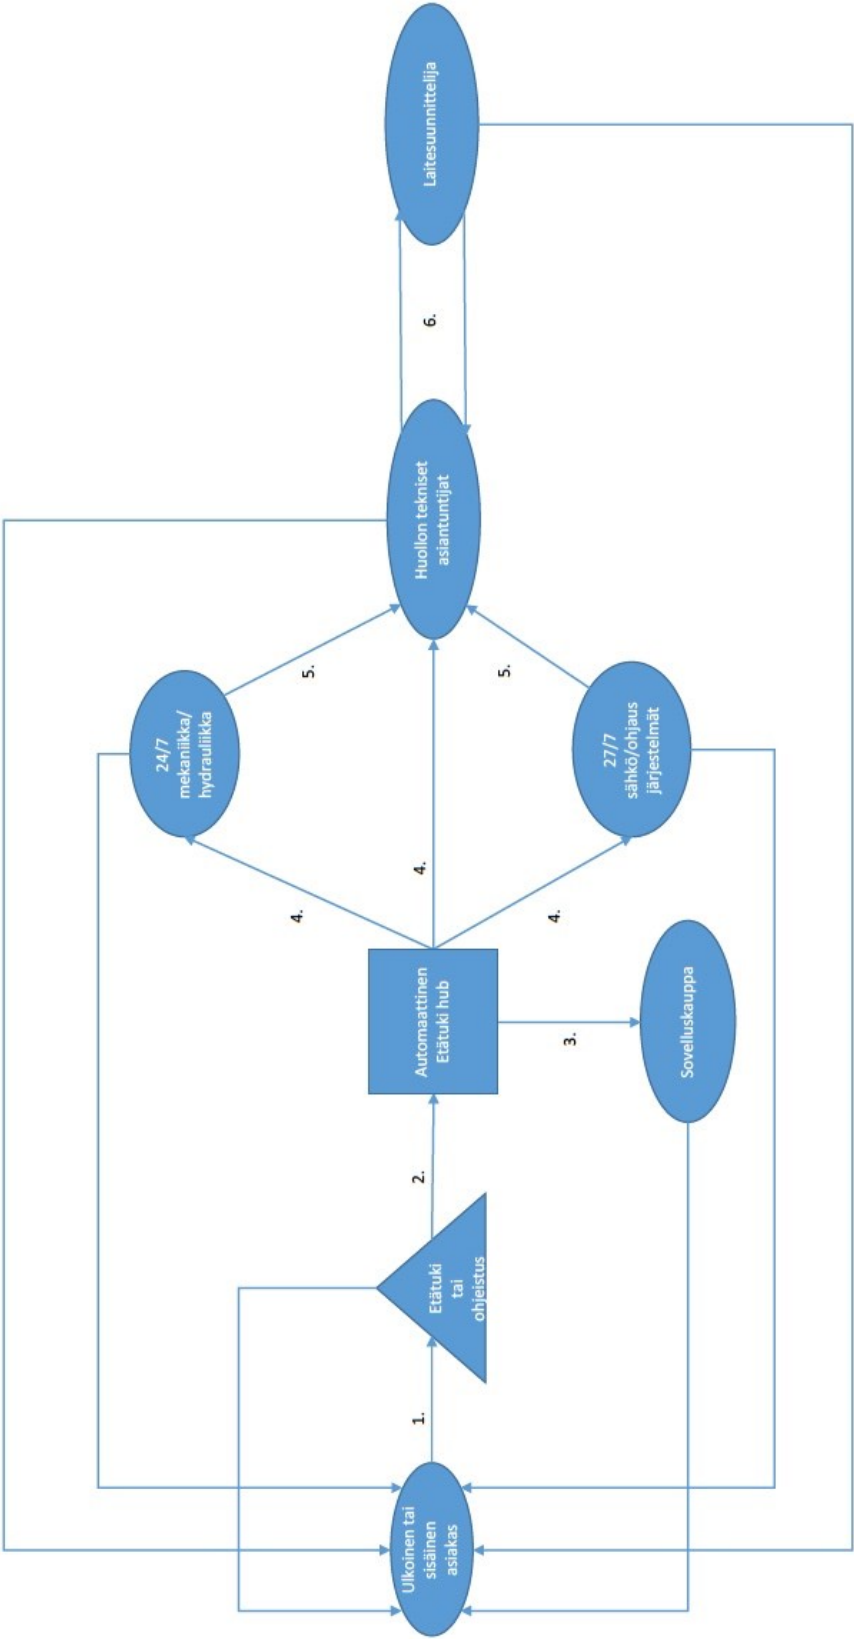 Ulkoinen tai
sisäinen
asiakas
1.
Etätuki
tai
ohjeistus
2.
Automaattinen
Etätuki hub
3.
Sovelluskauppa
4.
4.
4.
24/7
mekaniikka/
hydrauliikka
27/7
sähkö/ohjaus
järjestelmät
5.
5.
Huollon tekniset
asiantuntijat
6.
Laitesuunnittelija